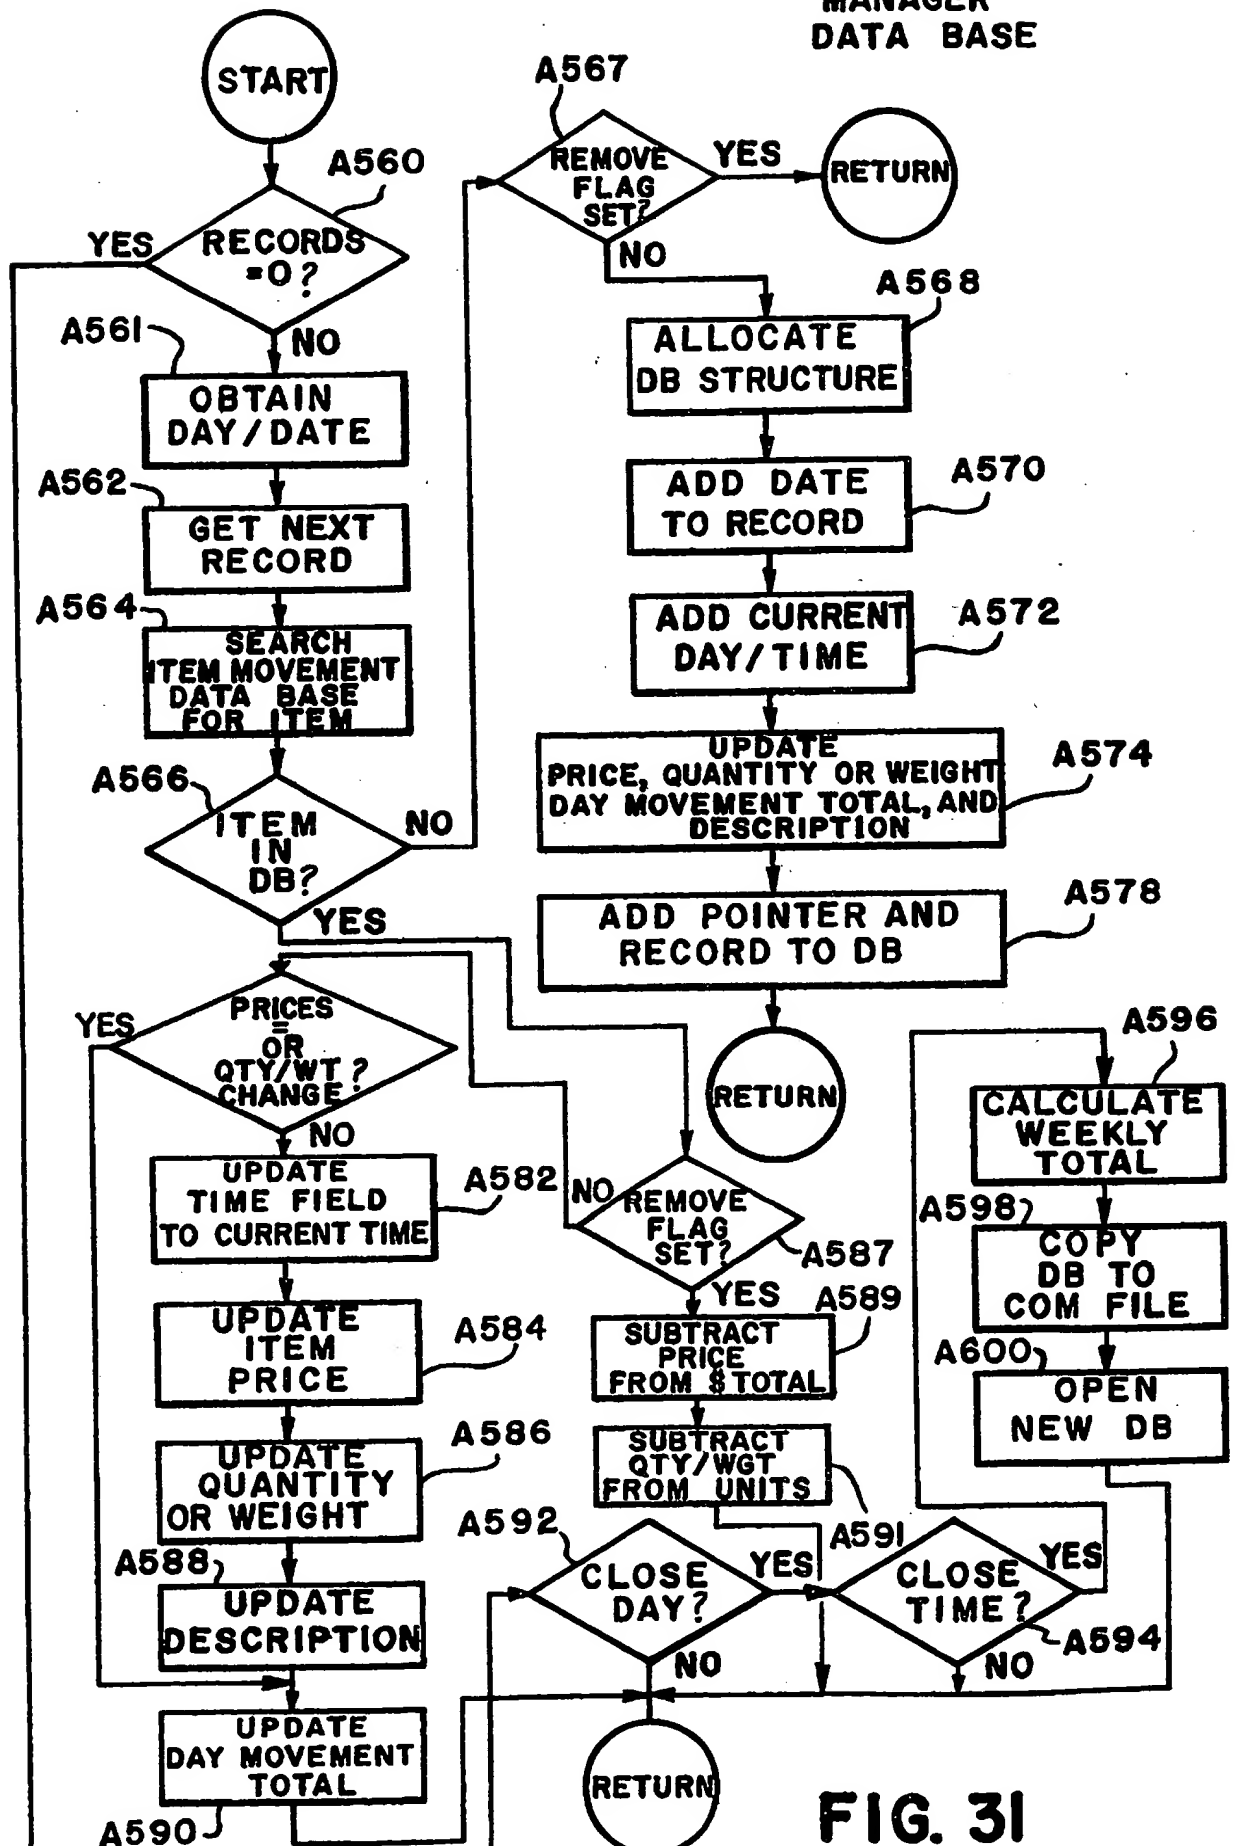 MANAGER
DATA BASE
START
A560
YES
RECORDS
=0?
NO
A561
OBTAIN
DAY/DATE
A562
GET NEXT
RECORD
A564
SEARCH
ITEM MOVEMENT
DATA BASE
FOR ITEM
A566
ITEM
IN
DB?
NO
YES
A567
REMOVE
FLAG
SET?
YES
RETURN
NO
A568
ALLOCATE
DB STRUCTURE
A570
ADD DATE
TO RECORD
A572
ADD CURRENT
DAY/TIME
A574
UPDATE
PRICE, QUANTITY OR WEIGHT
DAY MOVEMENT TOTAL, AND
DESCRIPTION
A578
ADD POINTER AND
RECORD TO DB
RETURN
YES
PRICES
=
OR
QTY/WT?
CHANGE
NO
UPDATE
TIME FIELD
TO CURRENT TIME
A582
UPDATE
ITEM
PRICE
A584
UPDATE
QUANTITY
OR WEIGHT
A586
A588
UPDATE
DESCRIPTION
UPDATE
DAY MOVEMENT
TOTAL
A590
NO
REMOVE
FLAG
SET?
A587
YES
A589
SUBTRACT
PRICE
FROM $ TOTAL
SUBTRACT
QTY/WGT
FROM UNITS
A591
A592
CLOSE
DAY?
YES
NO
CLOSE
TIME?
YES
A594
NO
A596
CALCULATE
WEEKLY
TOTAL
A598
COPY
DB TO
COM FILE
A600
OPEN
NEW DB
RETURN
FIG. 31